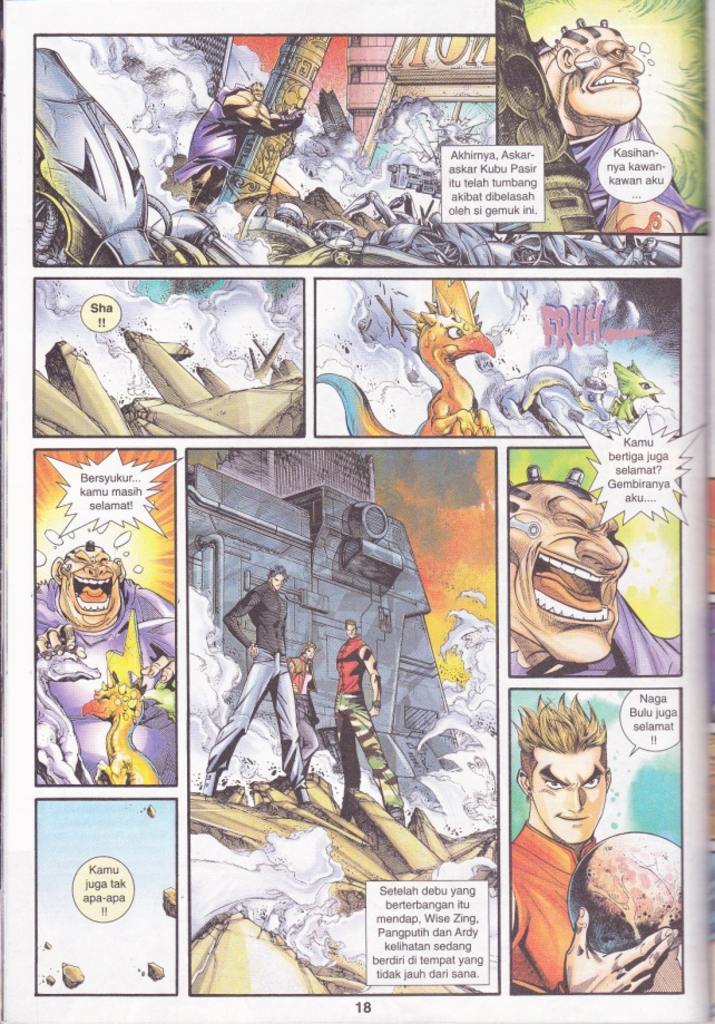 NON
Akhirnya, Askar-
askar Kubu Pasir
itu telah tumbang
akibat dibelasah
oleh si gemuk ini.
Kasihan-
nya kawan-
kawan aku
...
Sha
!!
FRUH
Bersyukur...
kamu masih
selamat!
Kamu
bertiga juga
selamat?
Gembiranya
aku....
Naga
Bulu juga
selamat
!!
Kamu
juga tak
apa-apa
!!
Setelah debu yang
berterbangan itu
mendap, Wise Zing,
Pangputih dan Ardy
kelihatan sedang
berdiri di tempat yang
tidak jauh dari sana.
18